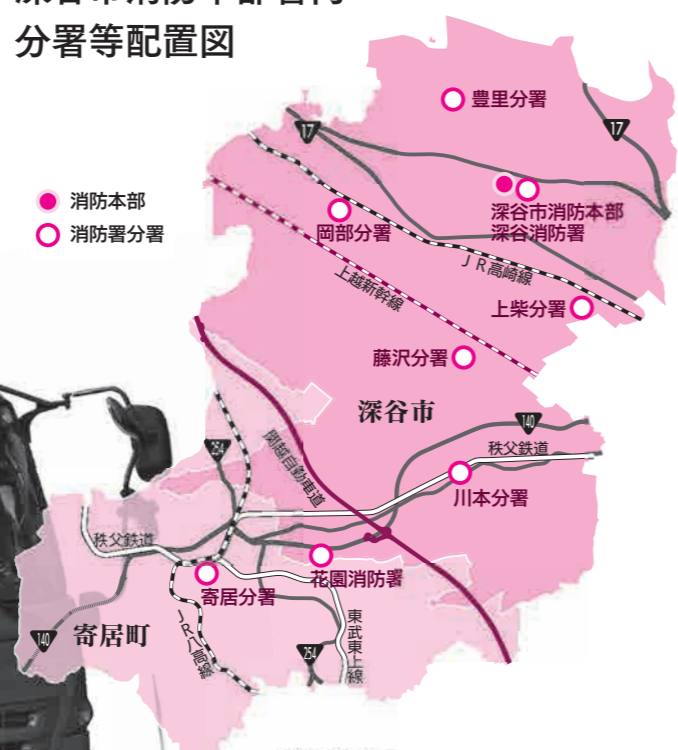 分署等配置図
消防本部
消防署分署
豊里分署
17
17
深谷市消防本部
深谷消防署
岡部分署
JR高崎線
上越新幹線
上柴分署
藤沢分署
深谷市
140
秩父鉄道
254
関越自動車道
川本分署
秩父鉄道
花園消防署
寄居分署
寄居町
140
JR八高線
254
東武東上線